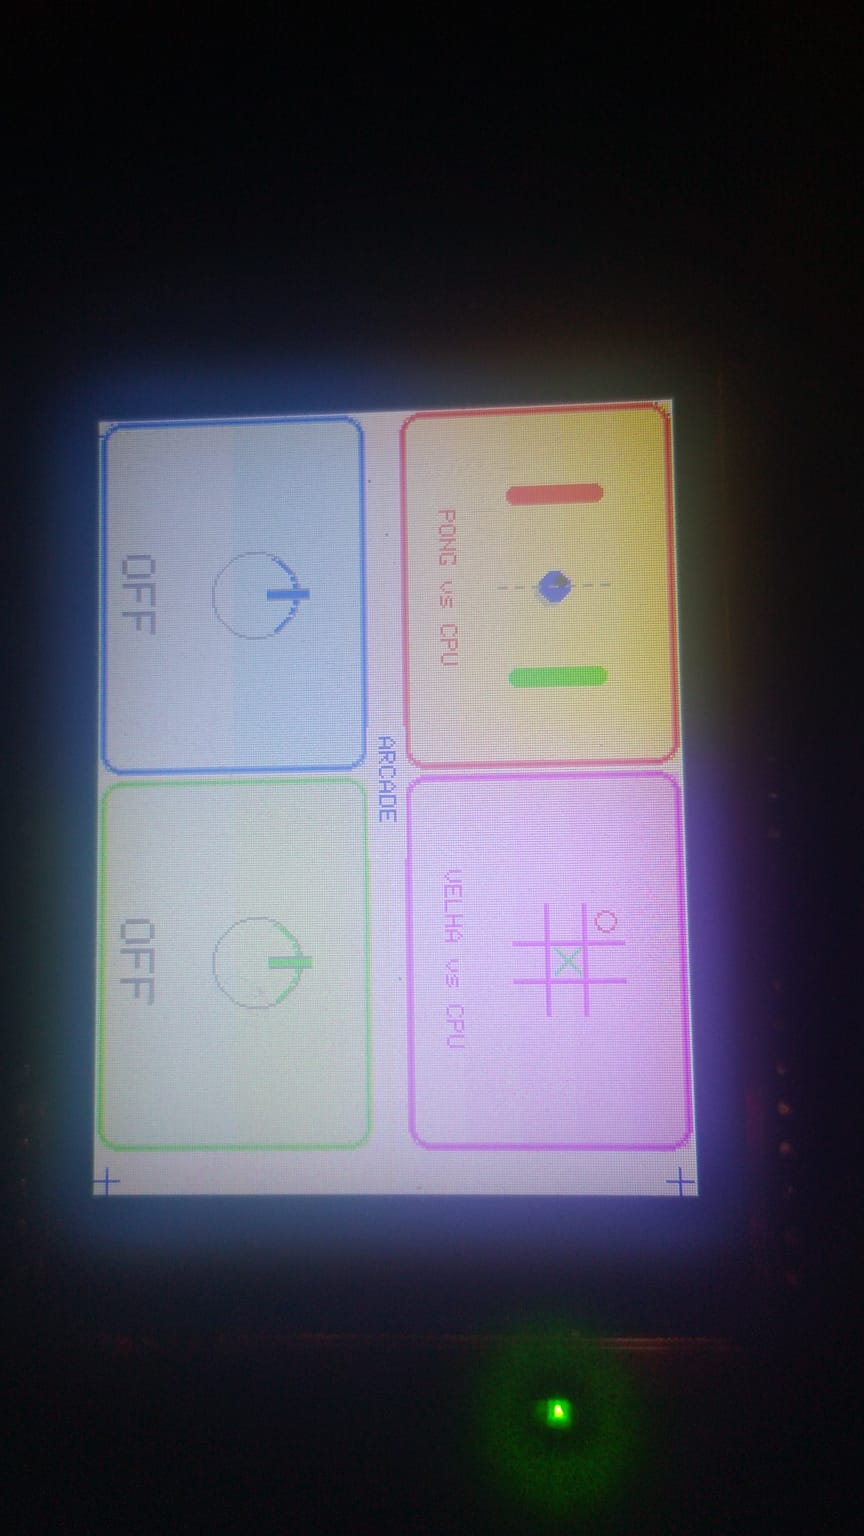 PONG vs CPU
VELHA vs CPU
ARCADE
OFF
OFF